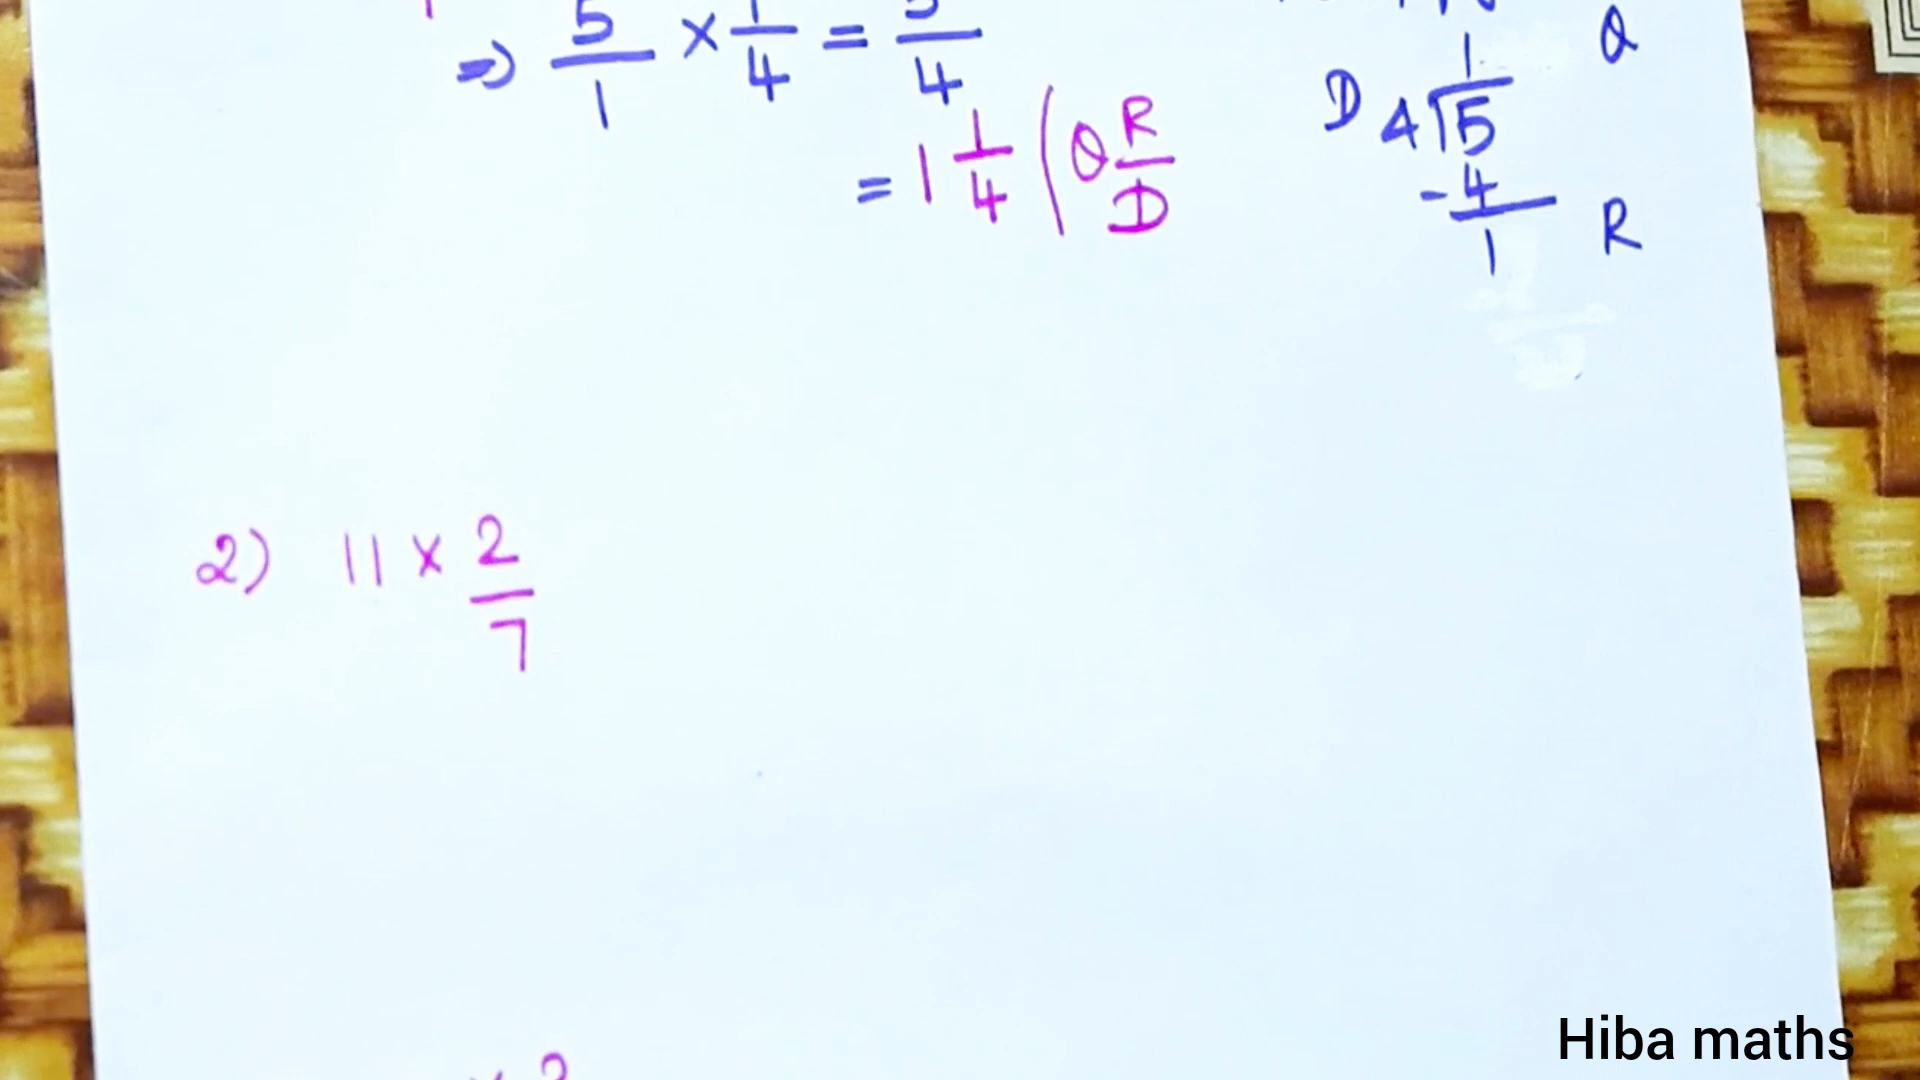 ⇒ 5/1 × 1/4 = 5/4
= 1 1/4 ( Q R/D
1 Q
D 4)5
-4
1 R
2) 11 × 2/7
Hiba maths